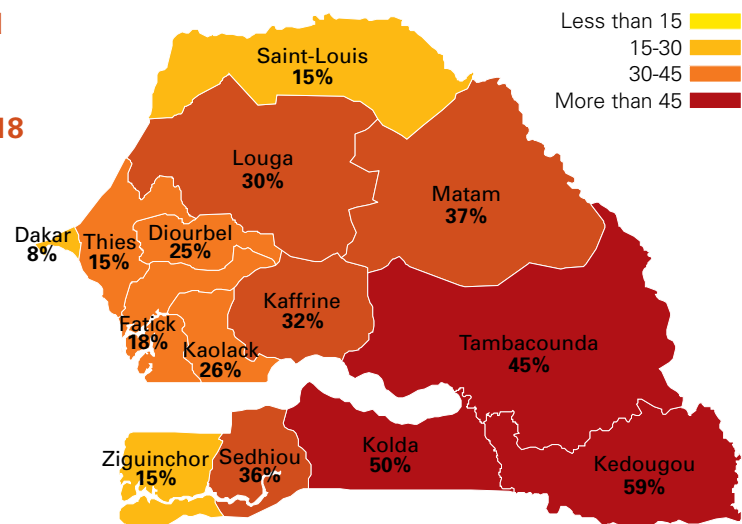 18
Less than 15
15-30
30-45
More than 45
Saint-Louis
15%
Louga
30%
Matam
37%
Dakar
8%
Thies
15%
Diourbel
25%
Kaffrine
32%
Fatick
18%
Kaolack
26%
Tambacounda
45%
Ziguinchor
15%
Sedhiou
36%
Kolda
50%
Kedougou
59%